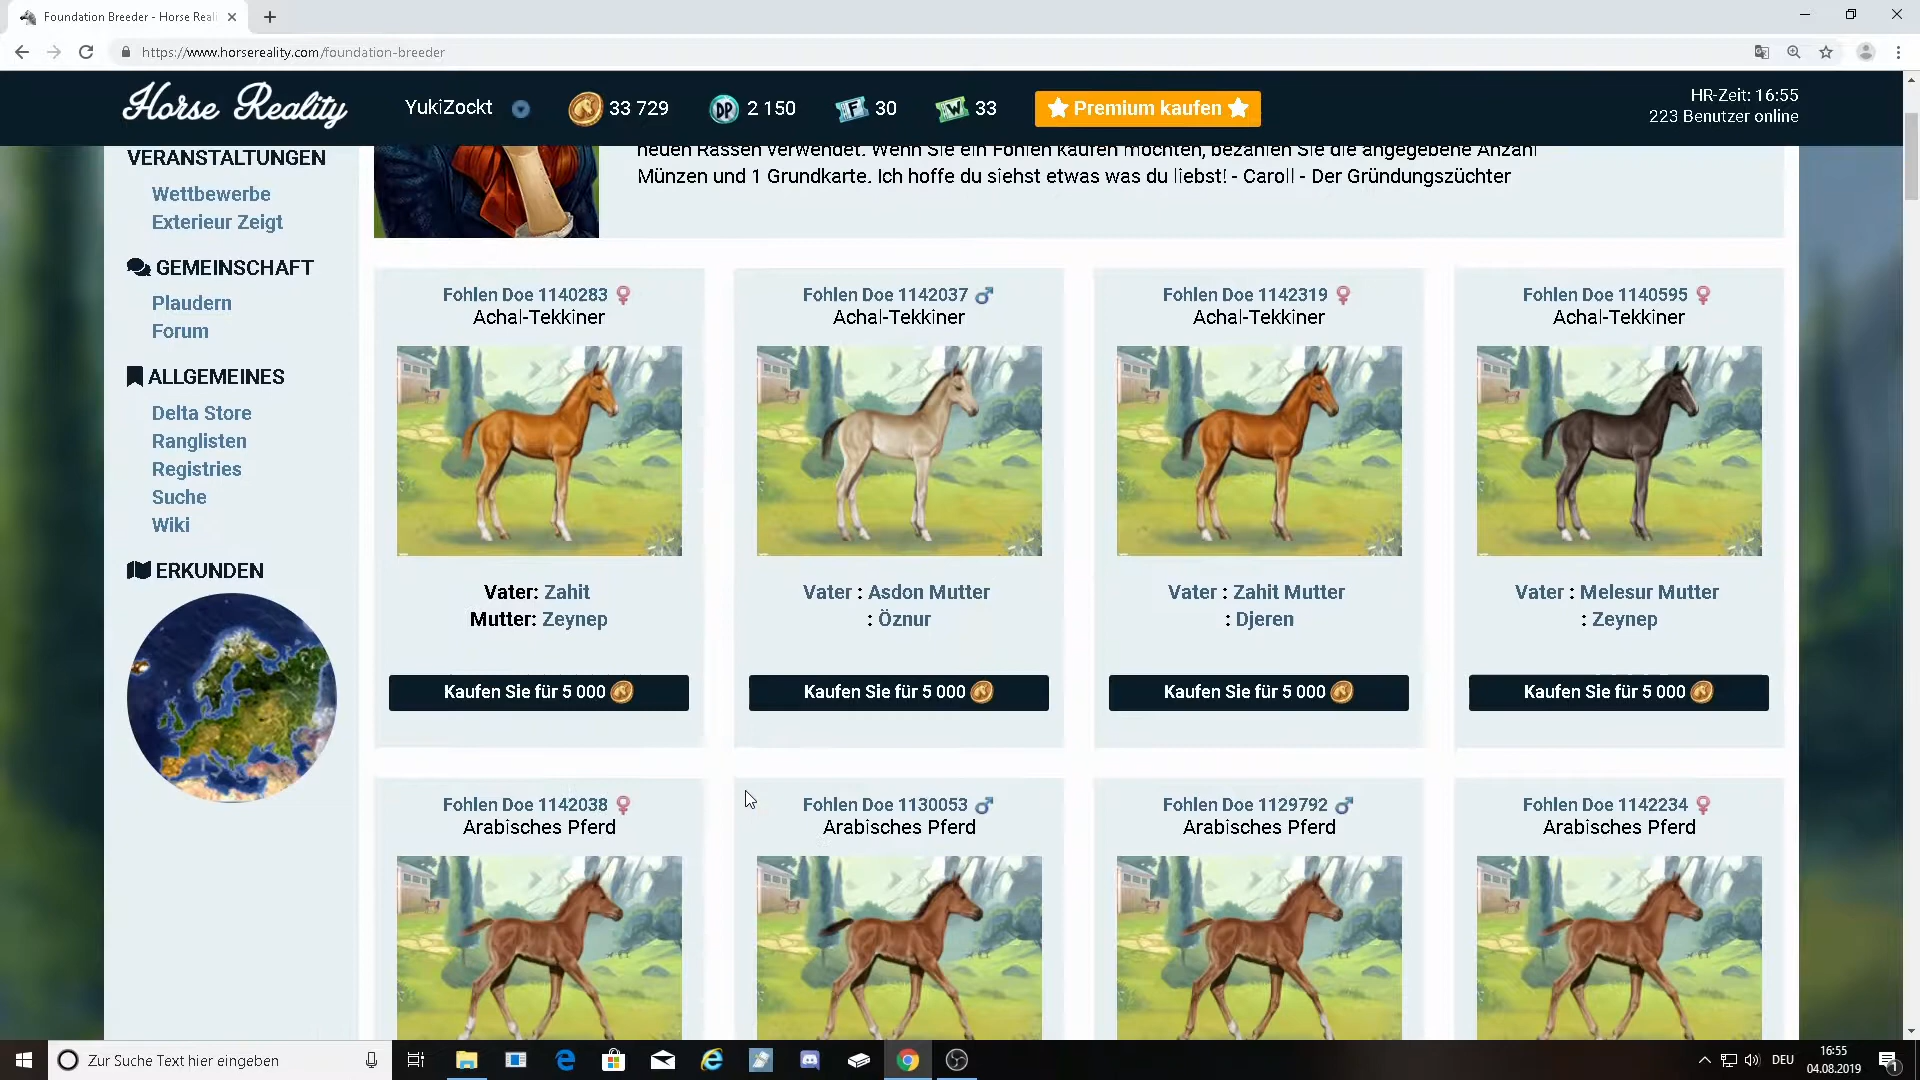 Foundation Breeder - Horse Reali
https://www.horsereality.com/foundation-breeder
Horse Reality
YukiZockt
33 729
2 150
30
33
Premium kaufen
HR-Zeit: 16:55
223 Benutzer online
VERANSTALTUNGEN
Wettbewerbe
Exterieur Zeigt
GEMEINSCHAFT
Plaudern
Forum
ALLGEMEINES
Delta Store
Ranglisten
Registries
Suche
Wiki
ERKUNDEN
neuen Rassen verwendet. Wenn Sie ein Fohlen kaufen möchten, bezahlen Sie die angegebene Anzahl
Münzen und 1 Grundkarte. Ich hoffe du siehst etwas was du liebst! - Caroll - Der Gründungszüchter
Fohlen Doe 1140283
Achal-Tekkiner
Vater: Zahit
Mutter: Zeynep
Kaufen Sie für 5 000
Fohlen Doe 1142037
Achal-Tekkiner
Vater : Asdon Mutter
: Öznur
Kaufen Sie für 5 000
Fohlen Doe 1142319
Achal-Tekkiner
Vater : Zahit Mutter
: Djeren
Kaufen Sie für 5 000
Fohlen Doe 1140595
Achal-Tekkiner
Vater : Melesur Mutter
: Zeynep
Kaufen Sie für 5 000
Fohlen Doe 1142038
Arabisches Pferd
Fohlen Doe 1130053
Arabisches Pferd
Fohlen Doe 1129792
Arabisches Pferd
Fohlen Doe 1142234
Arabisches Pferd
Zur Suche Text hier eingeben
DEU
16:55
04.08.2019
1